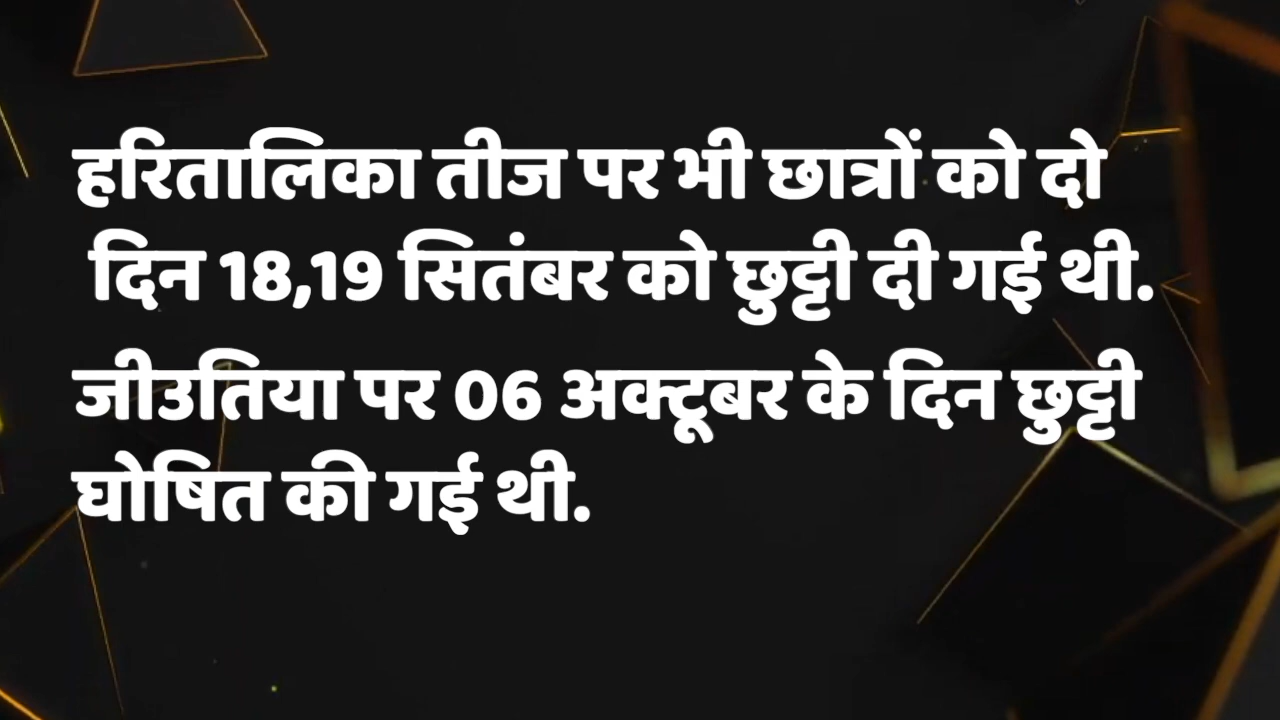 हरितालिका तीज पर भी छात्रों को दो
दिन 18,19 सितंबर को छुट्टी दी गई थी.
जीउतिया पर 06 अक्टूबर के दिन छुट्टी
घोषित की गई थी.